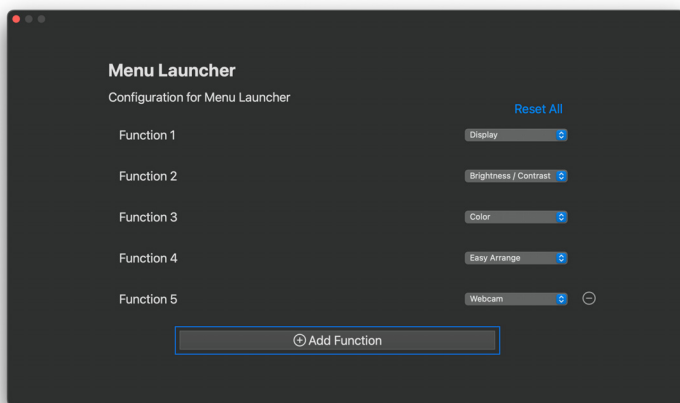 Menu Launcher
Configuration for Menu Launcher
Reset All
Function 1 Display
Function 2 Brightness / Contrast
Function 3 Color
Function 4 Easy Arrange
Function 5 Webcam
Add Function